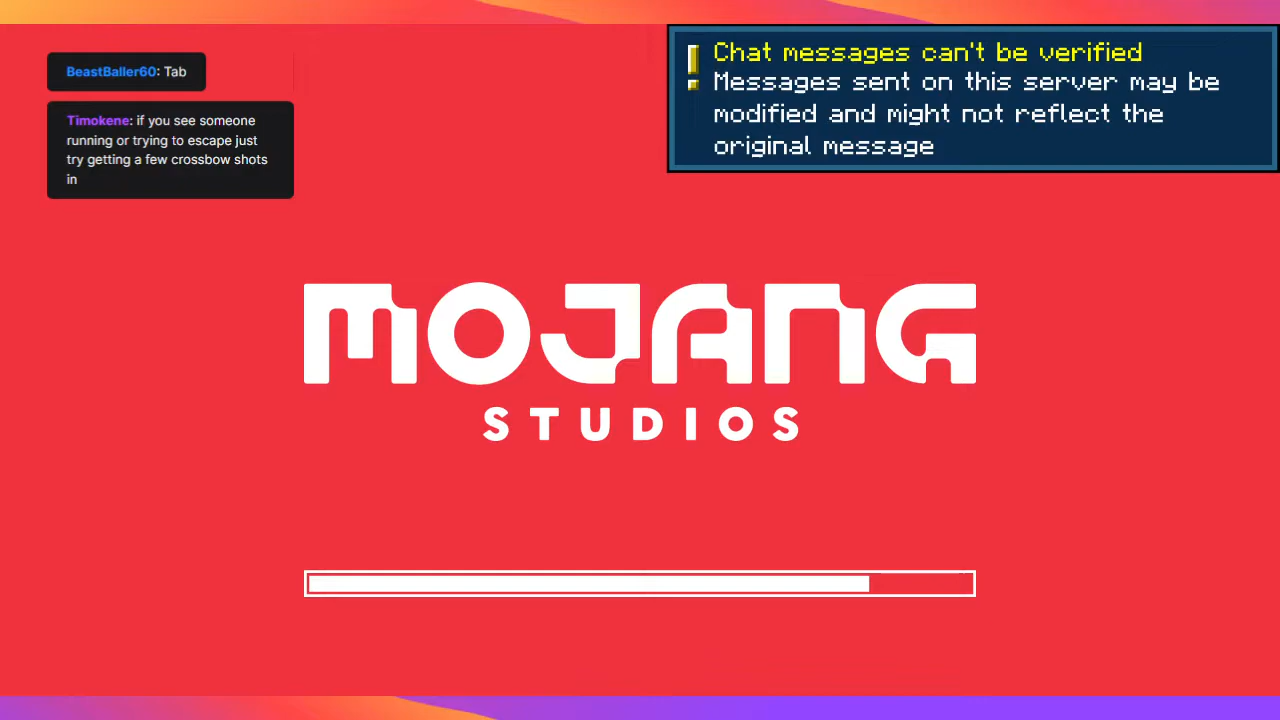 BeastBaller60: Tab
Timokene: if you see someone
running or trying to escape just
try getting a few crossbow shots
in
Chat messages can't be verified
Messages sent on this server may be
modified and might not reflect the
original message
MOJANG
STUDIOS